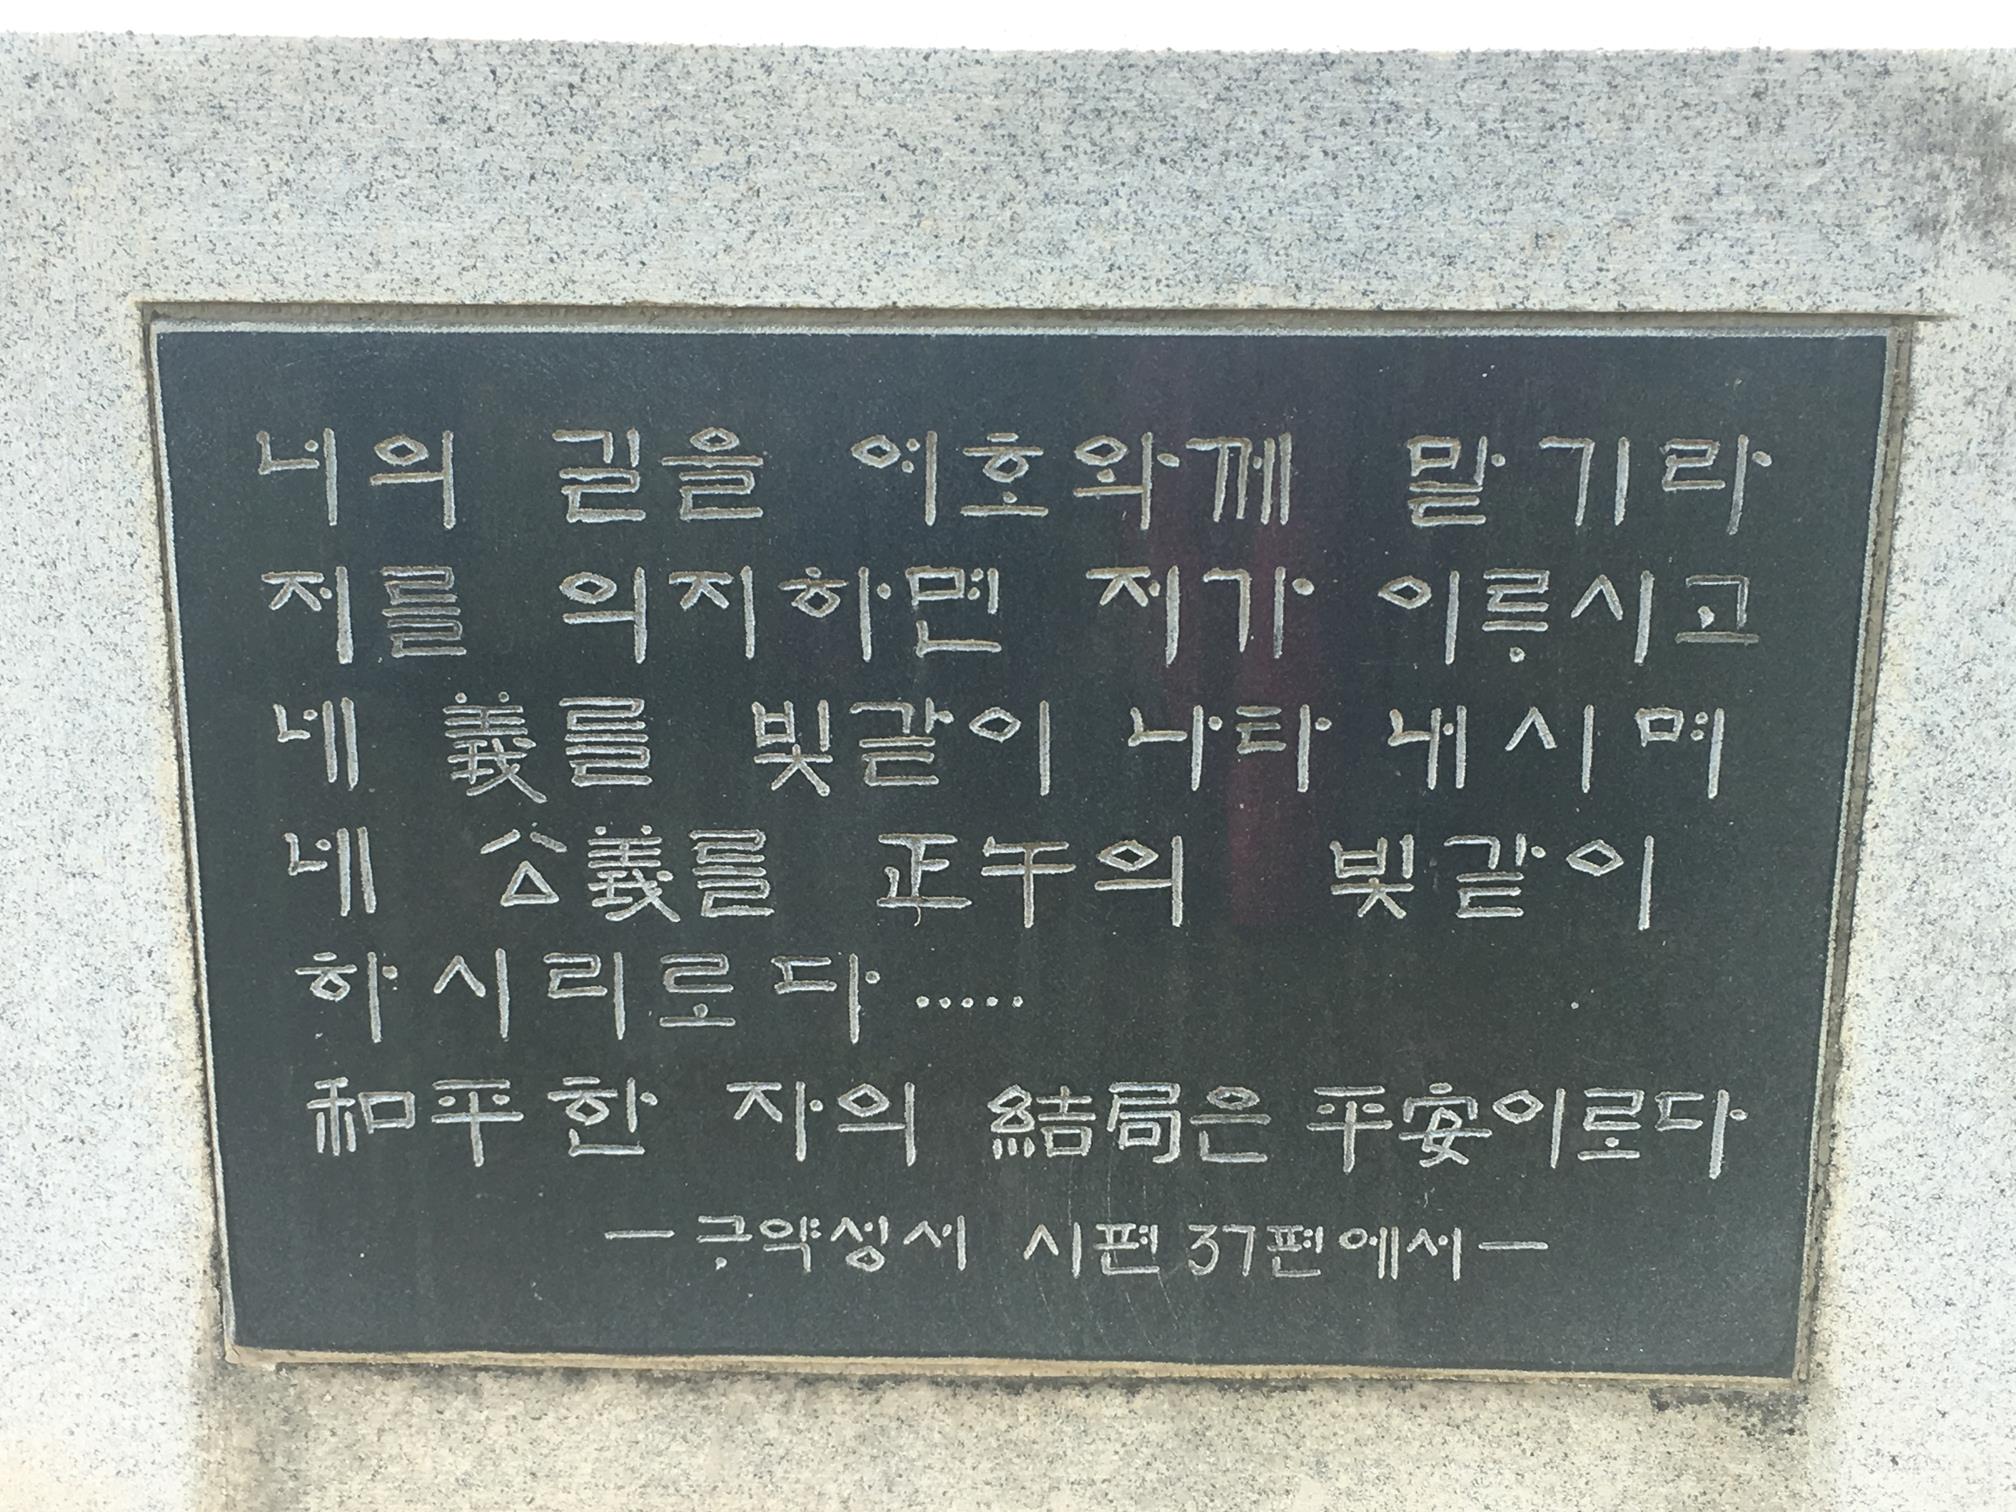 너의 길을 여호와께 맡기라
저를 의지하면 저가 이루시고
네 義를 빛같이 나타내시며
네 公義를 正午의 빛같이
하시리로다.....
和平한 자의 結局은 平安이로다
－구약성서 시편 37편에서－